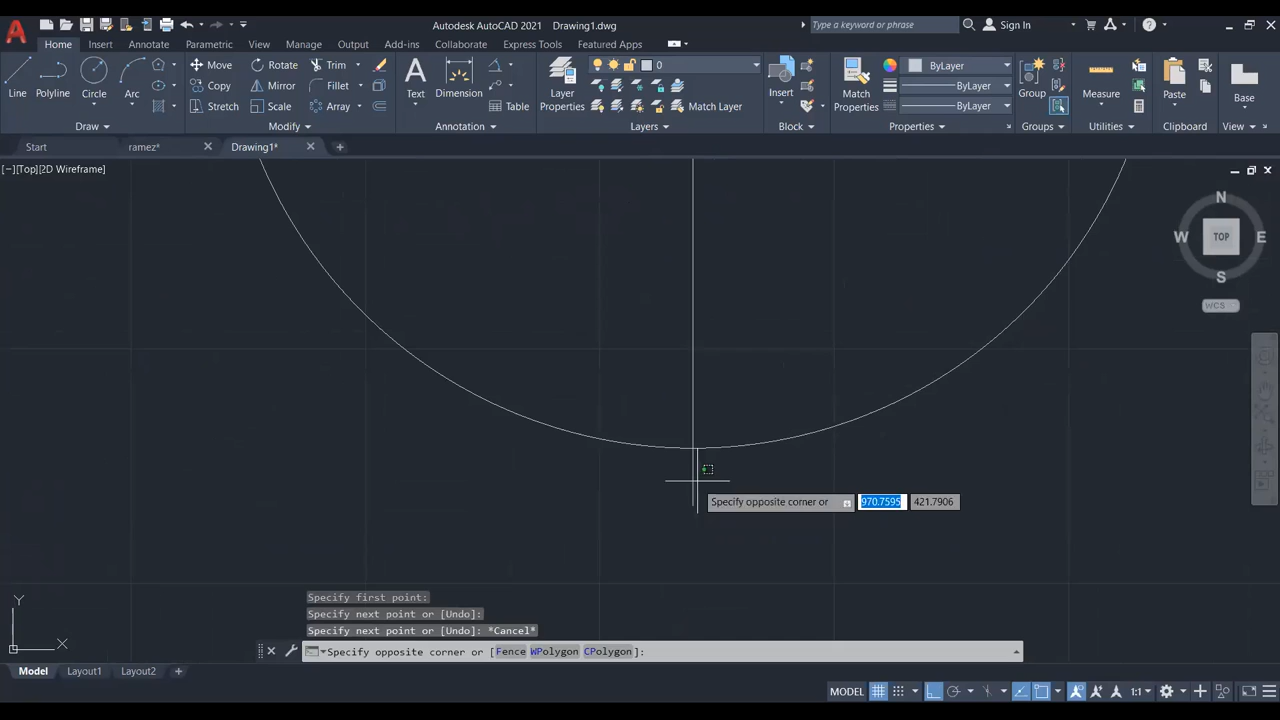 Autodesk AutoCAD 2021 Drawing1.dwg
Type a keyword or phrase
Sign In
Home Insert Annotate Parametric View Manage Output Add-ins Collaborate Express Tools Featured Apps
Line Polyline Circle Arc
Move Rotate Trim
Copy Mirror Fillet
Stretch Scale Array
Text Dimension Table
Layer Properties
0
Match Layer
Insert
Match Properties
ByLayer
ByLayer
ByLayer
Group
Measure
Paste
Base
Draw Modify Annotation Layers Block Properties Groups Utilities Clipboard View
Start ramez* Drawing1*
[−][Top][2D Wireframe]
N
W TOP E
S
WCS
Specify opposite corner or 970.7595 421.7906
Specify first point:
Specify next point or [Undo]:
Specify next point or [Undo]: *Cancel*
Y
X
Specify opposite corner or [Fence WPolygon CPolygon]:
Model Layout1 Layout2 +
MODEL 1:1